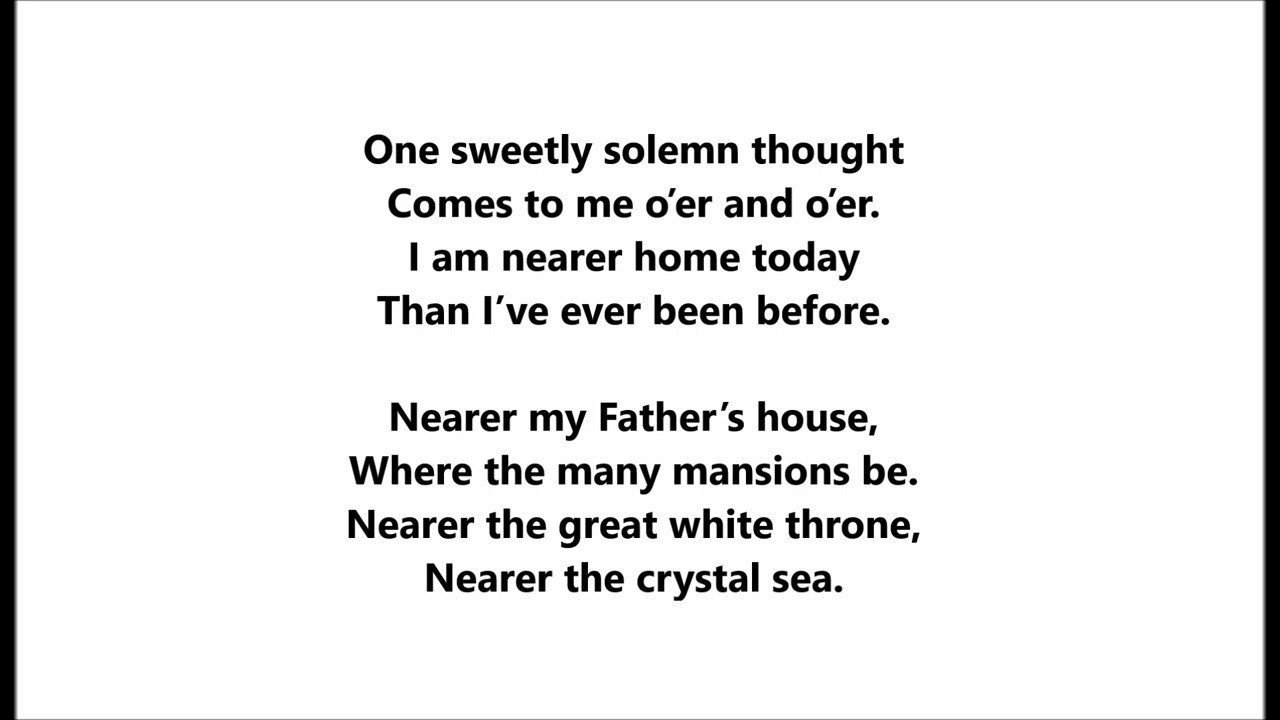 One sweetly solemn thought
Comes to me o’er and o’er.
I am nearer home today
Than I’ve ever been before.
Nearer my Father’s house,
Where the many mansions be.
Nearer the great white throne,
Nearer the crystal sea.